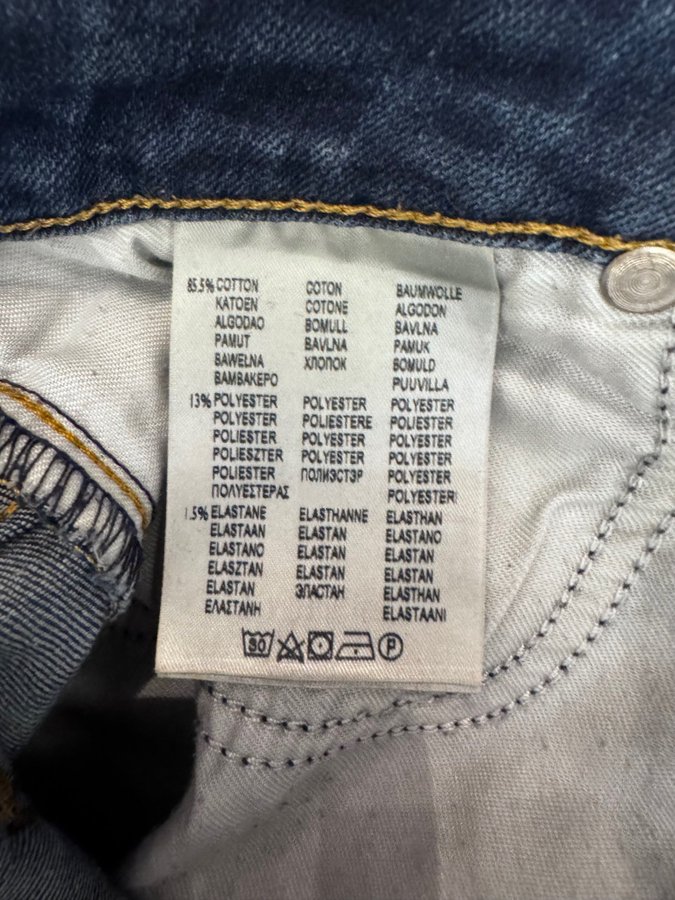 85.5% COTTON COTON BAUMWOLLE
KATOEN COTONE ALGODON
ALGODAO BOMULL BAVLNA
PAMUT BAVLNA PAMUK
BAWELNA ХЛОПОК BOMULD
ΒΑΜΒΑΚΕΡΟ PUUVILLA
13% POLYESTER POLYESTER POLYESTER
POLYESTER POLIESTERE POLYESTER
POLIESTER POLYESTER POLYESTER
POLIESZTER POLYESTER POLYESTER
POLIESTER ПОЛИЭСТЭР POLYESTER
ΠΟΛΥΕΣΤΕΡΑΣ POLYESTERI
1.5% ELASTANE ELASTHANNE ELASTHAN
ELASTAAN ELASTAN ELASTANO
ELASTANO ELASTAN ELASTAN
ELASZTAN ELASTAN ELASTAN
ELASTAN ЭЛАСТАН ELASTHAN
ΕΛΑΣΤΑΝΗ ELASTAANI
30 P